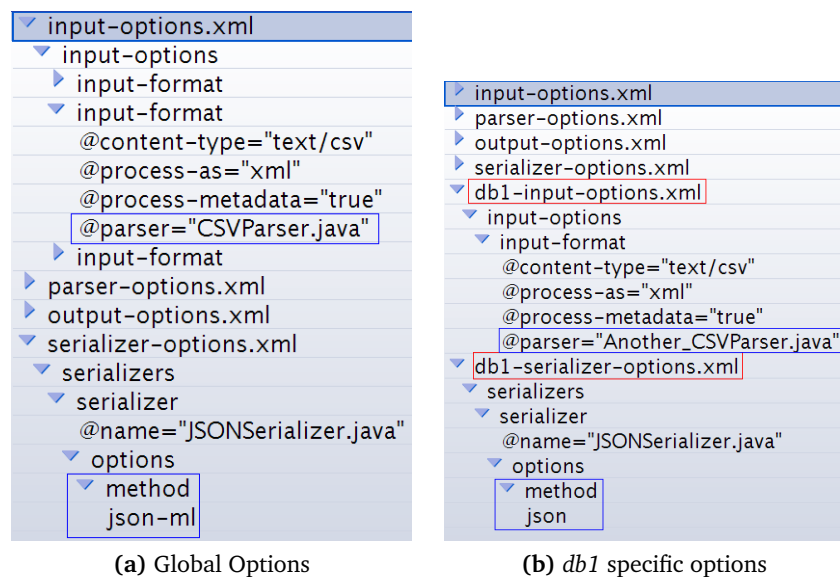 input-options.xml
input-options
input-format
input-format
@content-type="text/csv"
@process-as="xml"
@process-metadata="true"
@parser="CSVParser.java"
input-format
parser-options.xml
output-options.xml
serializer-options.xml
serializers
serializer
@name="JSONSerializer.java"
options
method
json-ml
(a) Global Options
input-options.xml
parser-options.xml
output-options.xml
serializer-options.xml
db1-input-options.xml
input-options
input-format
@content-type="text/csv"
@process-as="xml"
@process-metadata="true"
@parser="Another_CSVParser.java"
db1-serializer-options.xml
serializers
serializer
@name="JSONSerializer.java"
options
method
json
(b) db1 specific options